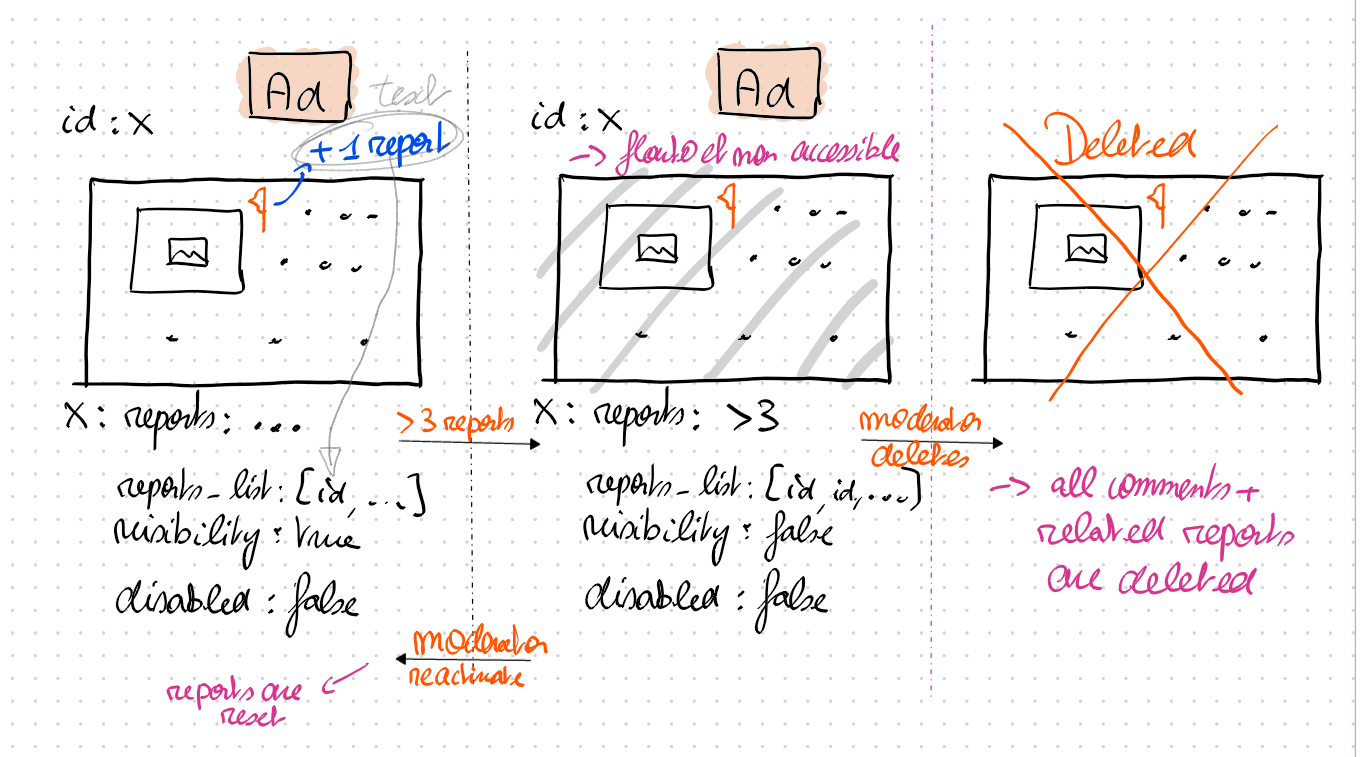 Ad
text
id : X
+ 1 report
X : reports : ...
reports_list : [id, ...]
visibility : true
disabled : false
> 3 reports
moderator
reactivate
reports are
reset
Ad
id : X
-> flouté et non accessible
X : reports : >3
reports_list : [id, id, ...]
visibility : false
disabled : false
moderator
deletes
Deleted
-> all comments +
related reports
are deleted